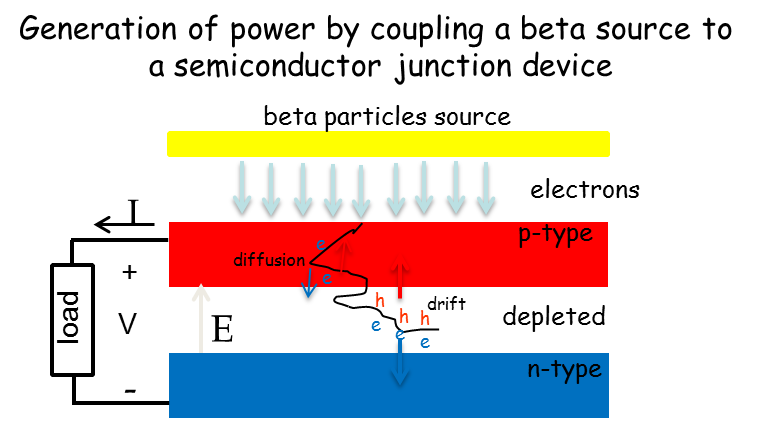 Generation of power by coupling a beta source to
a semiconductor junction device
beta particles source
electrons
I
p-type
e
diffusion
e
+
h
drift
load
V
E
h h
depleted
e
e
e
n-type
-